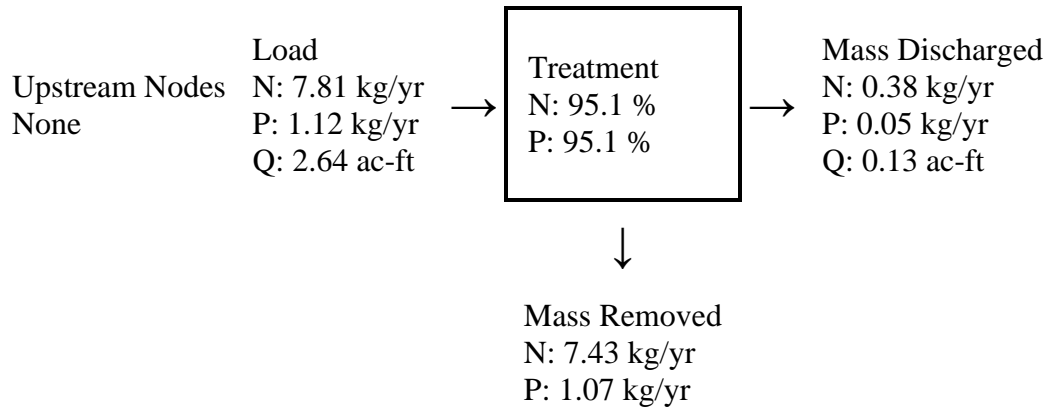 Upstream Nodes
None
Load
N: 7.81 kg/yr
P: 1.12 kg/yr
Q: 2.64 ac-ft
→
Treatment
N: 95.1 %
P: 95.1 %
→
Mass Discharged
N: 0.38 kg/yr
P: 0.05 kg/yr
Q: 0.13 ac-ft
↓
Mass Removed
N: 7.43 kg/yr
P: 1.07 kg/yr